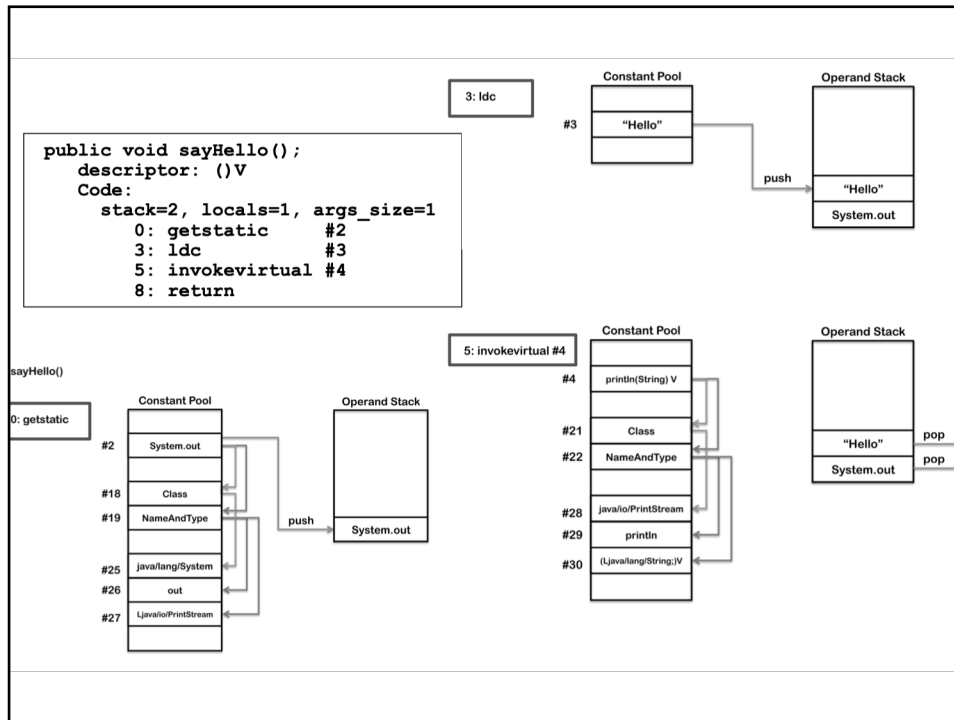 public void sayHello();
descriptor: ()V
Code:
stack=2, locals=1, args_size=1
0: getstatic #2
3: ldc #3
5: invokevirtual #4
8: return
sayHello()
0: getstatic
Constant Pool
#2 System.out
#18 Class
#19 NameAndType
#25 java/lang/System
#26 out
#27 Ljava/io/PrintStream
push
Operand Stack
System.out
3: ldc
Constant Pool
#3 “Hello”
push
Operand Stack
“Hello”
System.out
5: invokevirtual #4
Constant Pool
#4 println(String) V
#21 Class
#22 NameAndType
#28 java/io/PrintStream
#29 println
#30 (Ljava/lang/String;)V
Operand Stack
“Hello” pop
System.out pop